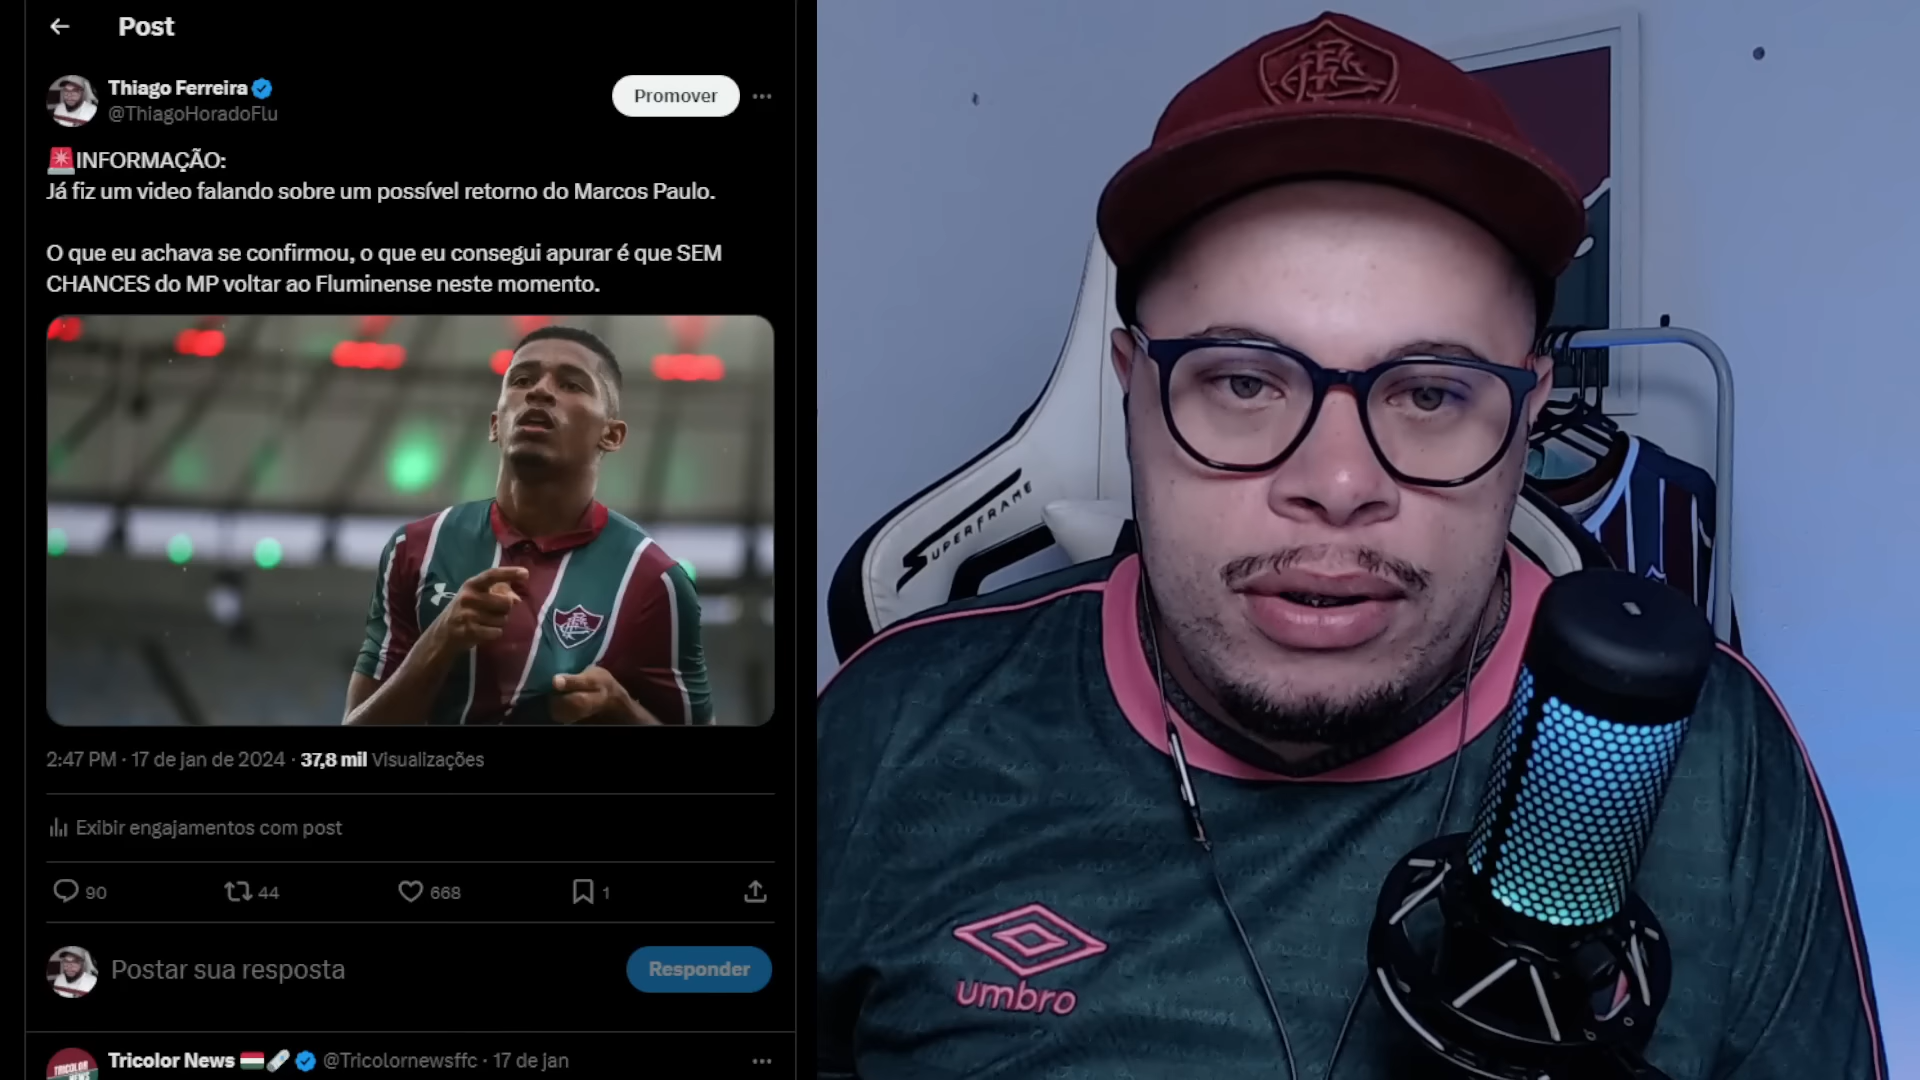 Post
Thiago Ferreira
@ThiagoHoradoFlu
Promover
🚨INFORMAÇÃO:
Já fiz um video falando sobre um possível retorno do Marcos Paulo.
O que eu achava se confirmou, o que eu consegui apurar é que SEM
CHANCES do MP voltar ao Fluminense neste momento.
2:47 PM · 17 de jan de 2024 · 37,8 mil Visualizações
Exibir engajamentos com post
90
44
668
1
Postar sua resposta
Responder
Tricolor News @Tricolornewsffc · 17 de jan
TRICOLOR
NEWS
SUPERFRAME
umbro